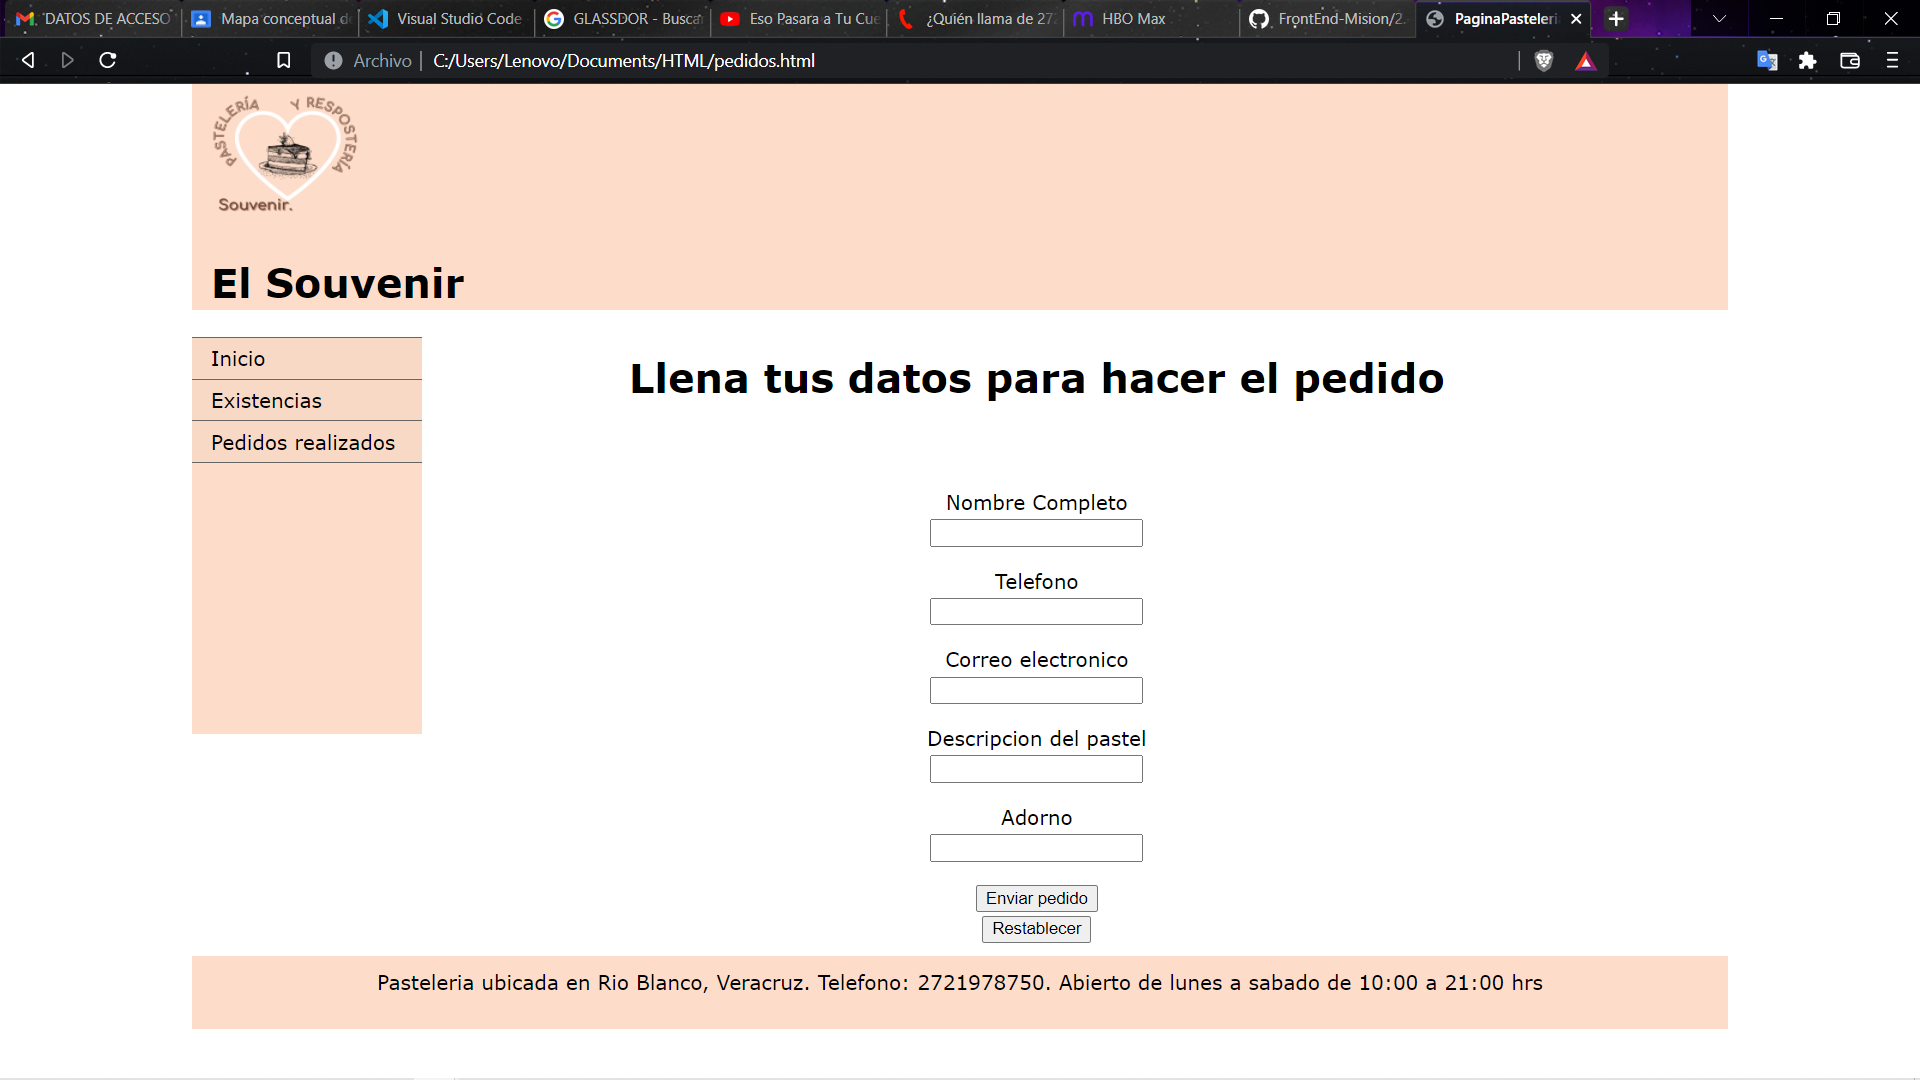 DATOS DE ACCESO
Mapa conceptual d
Visual Studio Code
GLASSDOR - Busca
Eso Pasara a Tu Cue
¿Quién llama de 272
HBO Max
FrontEnd-Mision/2.
PaginaPasteleri
Archivo
C:/Users/Lenovo/Documents/HTML/pedidos.html
PASTELERÍA Y RESPOSTERÍA
Souvenir.
El Souvenir
Inicio
Existencias
Pedidos realizados
Llena tus datos para hacer el pedido
Nombre Completo
Telefono
Correo electronico
Descripcion del pastel
Adorno
Enviar pedido
Restablecer
Pasteleria ubicada en Rio Blanco, Veracruz. Telefono: 2721978750. Abierto de lunes a sabado de 10:00 a 21:00 hrs